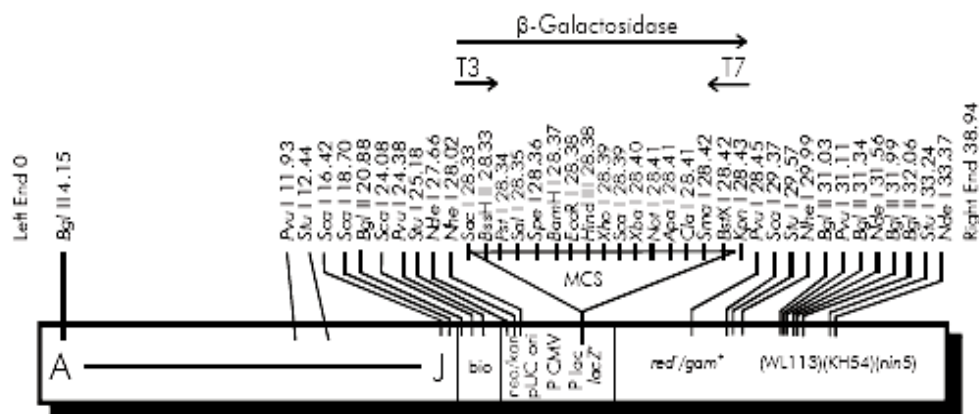 β-Galactosidase
T3
T7
Left End 0
Bgl II 4.15
Pvu I 11.93
Stu I 12.44
Sca I 16.42
Sca I 18.70
Bgl II 20.88
Sca I 24.08
Pvu I 24.38
Stu I 25.18
Nde I 27.66
Nhe I 28.02
Sac I 28.33
BssH II 28.33
Pst I 28.34
Sal I 28.35
Spe I 28.36
BamH I 28.37
EcoR I 28.38
Hind III 28.38
Xho I 28.39
Sca I 28.39
Xba I 28.40
Not I 28.41
Apa I 28.41
Cla I 28.41
Sma I 28.42
BstX I 28.42
Kpn I 28.43
Pvu I 28.45
Sca I 29.37
Stu I 29.57
Nhe I 29.99
Bgl II 31.03
Pvu I 31.11
Bgl II 31.34
Nde I 31.56
Bgl II 31.99
Bgl II 32.06
Stu I 33.24
Nde I 33.37
Right End 38.94
MCS
A
J
bio
neo/kan
pUC ori
P CMV
P lac
lacZ'
red⁻/gam⁺
(WL113)(KH54)(nin5)